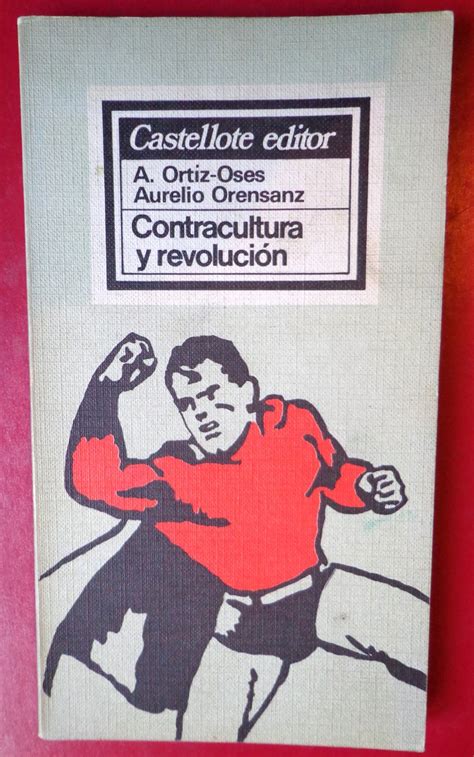 Castellote editor
A. Ortiz-Oses
Aurelio Orensanz
Contracultura
y revolución